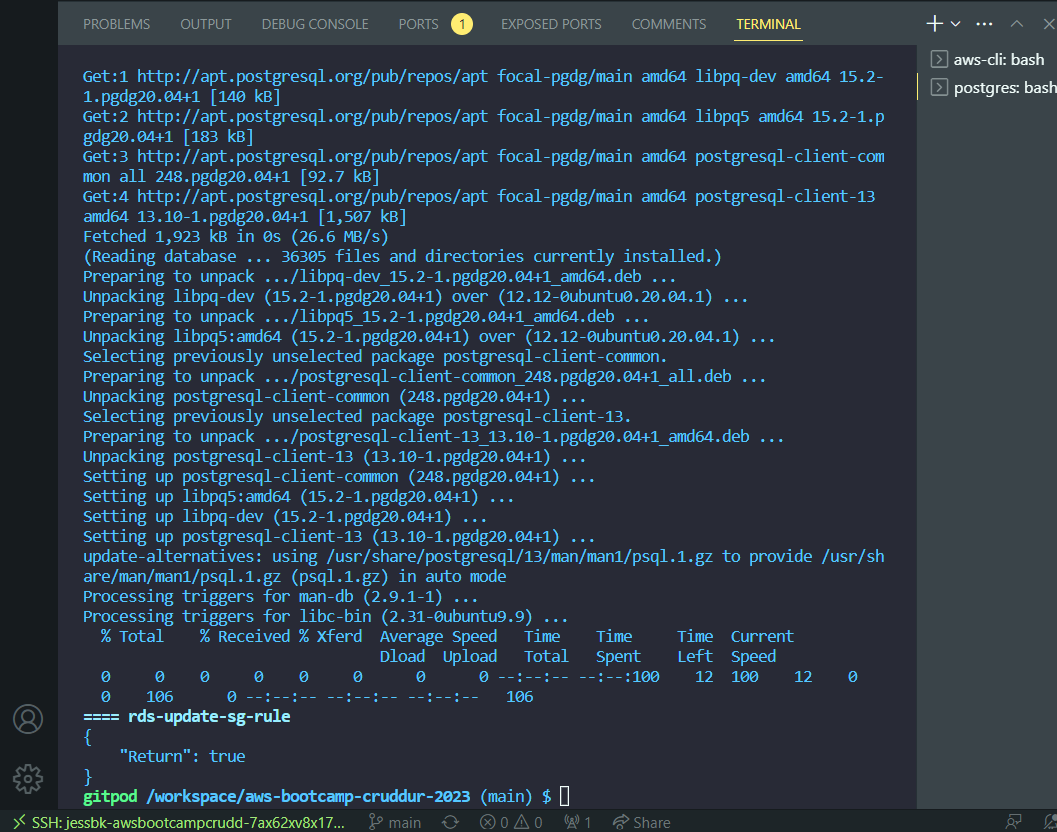 PROBLEMS OUTPUT DEBUG CONSOLE PORTS 1 EXPOSED PORTS COMMENTS TERMINAL
aws-cli: bash
postgres: bash
Get:1 http://apt.postgresql.org/pub/repos/apt focal-pgdg/main amd64 libpq-dev amd64 15.2-
1.pgdg20.04+1 [140 kB]
Get:2 http://apt.postgresql.org/pub/repos/apt focal-pgdg/main amd64 libpq5 amd64 15.2-1.p
gdg20.04+1 [183 kB]
Get:3 http://apt.postgresql.org/pub/repos/apt focal-pgdg/main amd64 postgresql-client-com
mon all 248.pgdg20.04+1 [92.7 kB]
Get:4 http://apt.postgresql.org/pub/repos/apt focal-pgdg/main amd64 postgresql-client-13
amd64 13.10-1.pgdg20.04+1 [1,507 kB]
Fetched 1,923 kB in 0s (26.6 MB/s)
(Reading database ... 36305 files and directories currently installed.)
Preparing to unpack .../libpq-dev_15.2-1.pgdg20.04+1_amd64.deb ...
Unpacking libpq-dev (15.2-1.pgdg20.04+1) over (12.12-0ubuntu0.20.04.1) ...
Preparing to unpack .../libpq5_15.2-1.pgdg20.04+1_amd64.deb ...
Unpacking libpq5:amd64 (15.2-1.pgdg20.04+1) over (12.12-0ubuntu0.20.04.1) ...
Selecting previously unselected package postgresql-client-common.
Preparing to unpack .../postgresql-client-common_248.pgdg20.04+1_all.deb ...
Unpacking postgresql-client-common (248.pgdg20.04+1) ...
Selecting previously unselected package postgresql-client-13.
Preparing to unpack .../postgresql-client-13_13.10-1.pgdg20.04+1_amd64.deb ...
Unpacking postgresql-client-13 (13.10-1.pgdg20.04+1) ...
Setting up postgresql-client-common (248.pgdg20.04+1) ...
Setting up libpq5:amd64 (15.2-1.pgdg20.04+1) ...
Setting up libpq-dev (15.2-1.pgdg20.04+1) ...
Setting up postgresql-client-13 (13.10-1.pgdg20.04+1) ...
update-alternatives: using /usr/share/postgresql/13/man/man1/psql.1.gz to provide /usr/sh
are/man/man1/psql.1.gz (psql.1.gz) in auto mode
Processing triggers for man-db (2.9.1-1) ...
Processing triggers for libc-bin (2.31-0ubuntu9.9) ...
% Total % Received % Xferd Average Speed Time Time Time Current
Dload Upload Total Spent Left Speed
0 0 0 0 0 0 0 0 --:--:-- --:--:100 12 100 12 0
0 106 0 --:--:-- --:--:-- --:--:-- 106
==== rds-update-sg-rule
{
"Return": true
}
gitpod /workspace/aws-bootcamp-cruddur-2023 (main) $
SSH: jessbk-awsbootcampcrudd-7ax62xv8x17... main 0 0 1 Share